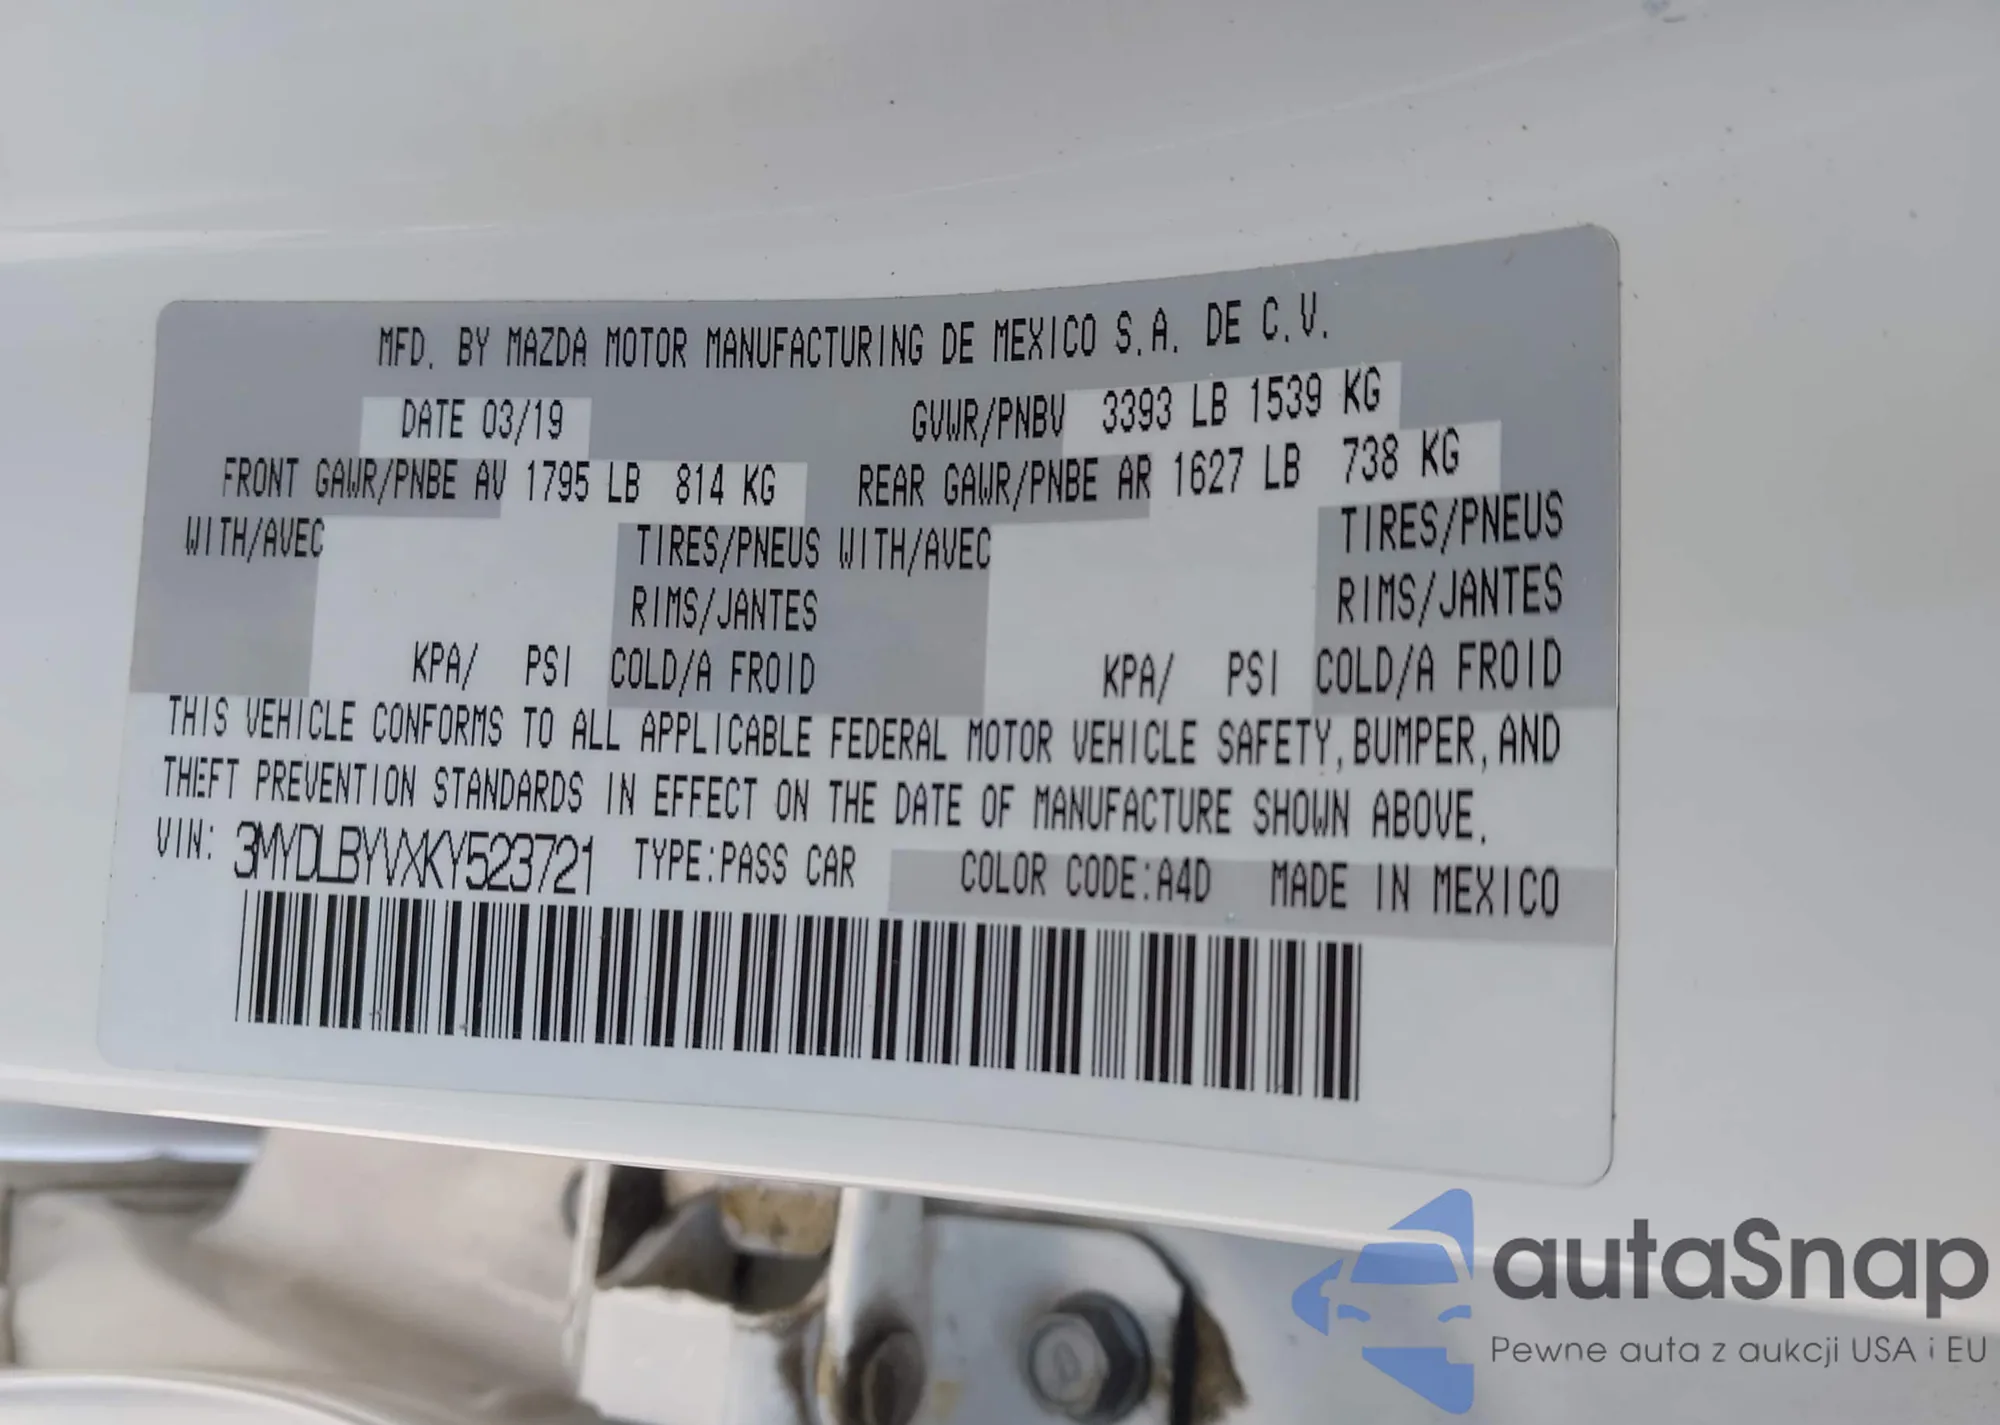 MFD. BY MAZDA MOTOR MANUFACTURING DE MEXICO S.A. DE C.V.
DATE 03/19 GVWR/PNBV 3393 LB 1539 KG
FRONT GAWR/PNBE AV 1795 LB 814 KG REAR GAWR/PNBE AR 1627 LB 738 KG
WITH/AVEC TIRES/PNEUS WITH/AVEC TIRES/PNEUS
RIMS/JANTES RIMS/JANTES
KPA/ PSI COLD/A FROID KPA/ PSI COLD/A FROID
THIS VEHICLE CONFORMS TO ALL APPLICABLE FEDERAL MOTOR VEHICLE SAFETY, BUMPER, AND
THEFT PREVENTION STANDARDS IN EFFECT ON THE DATE OF MANUFACTURE SHOWN ABOVE.
VIN: 3MYDLBYVXKY523721 TYPE:PASS CAR COLOR CODE:A4D MADE IN MEXICO
autaSnap
Pewne auta z aukcji USA i EU